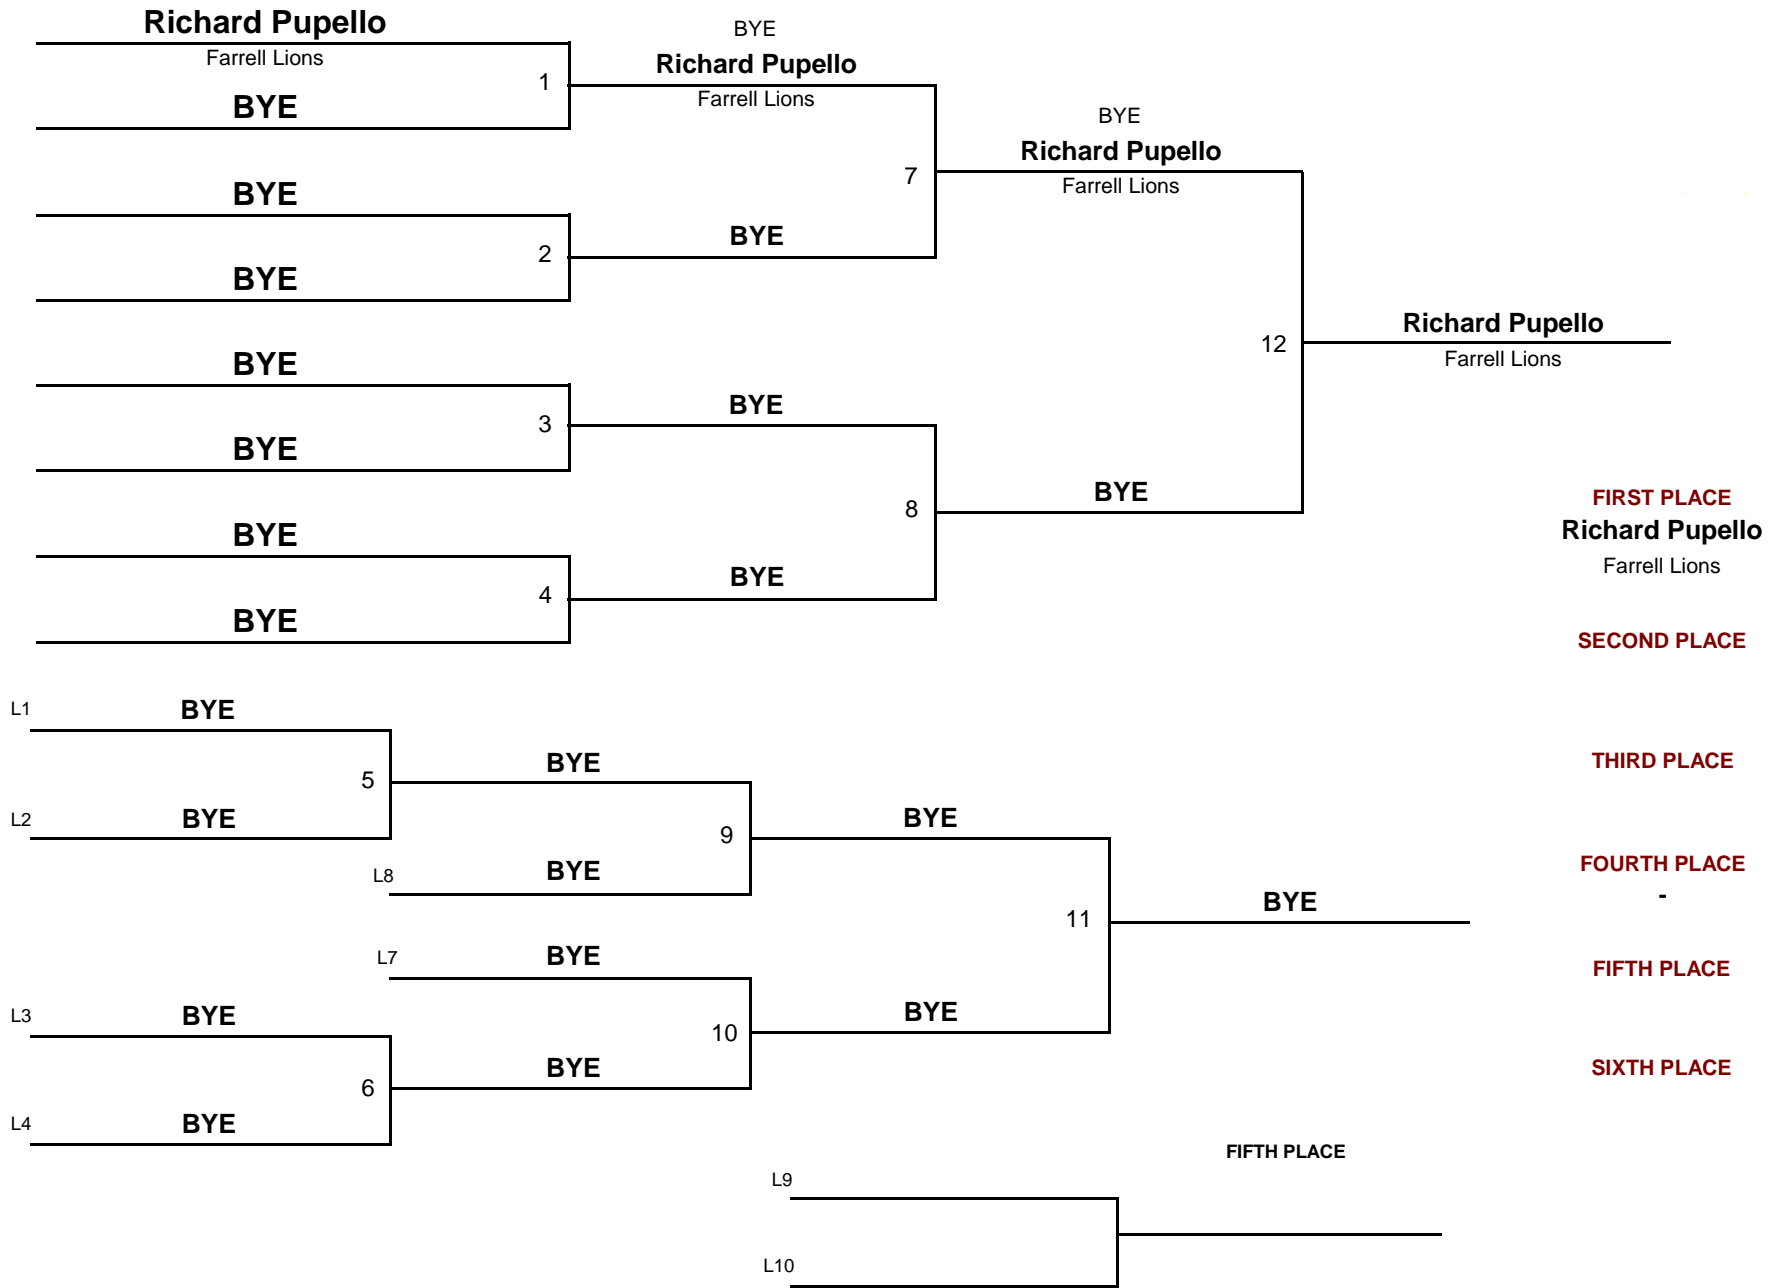 Richard Pupello
Farrell Lions
1
BYE
BYE
2
BYE
BYE
3
BYE
BYE
4
BYE
BYE
Richard Pupello
Farrell Lions
7
BYE
BYE
8
BYE
BYE
Richard Pupello
Farrell Lions
12
BYE
Richard Pupello
Farrell Lions
FIRST PLACE
Richard Pupello
Farrell Lions
SECOND PLACE
THIRD PLACE
FOURTH PLACE
-
FIFTH PLACE
SIXTH PLACE
L1
BYE
5
L2
BYE
L3
BYE
6
L4
BYE
BYE
9
L8
BYE
L7
BYE
10
BYE
BYE
11
BYE
BYE
FIFTH PLACE
L9
L10